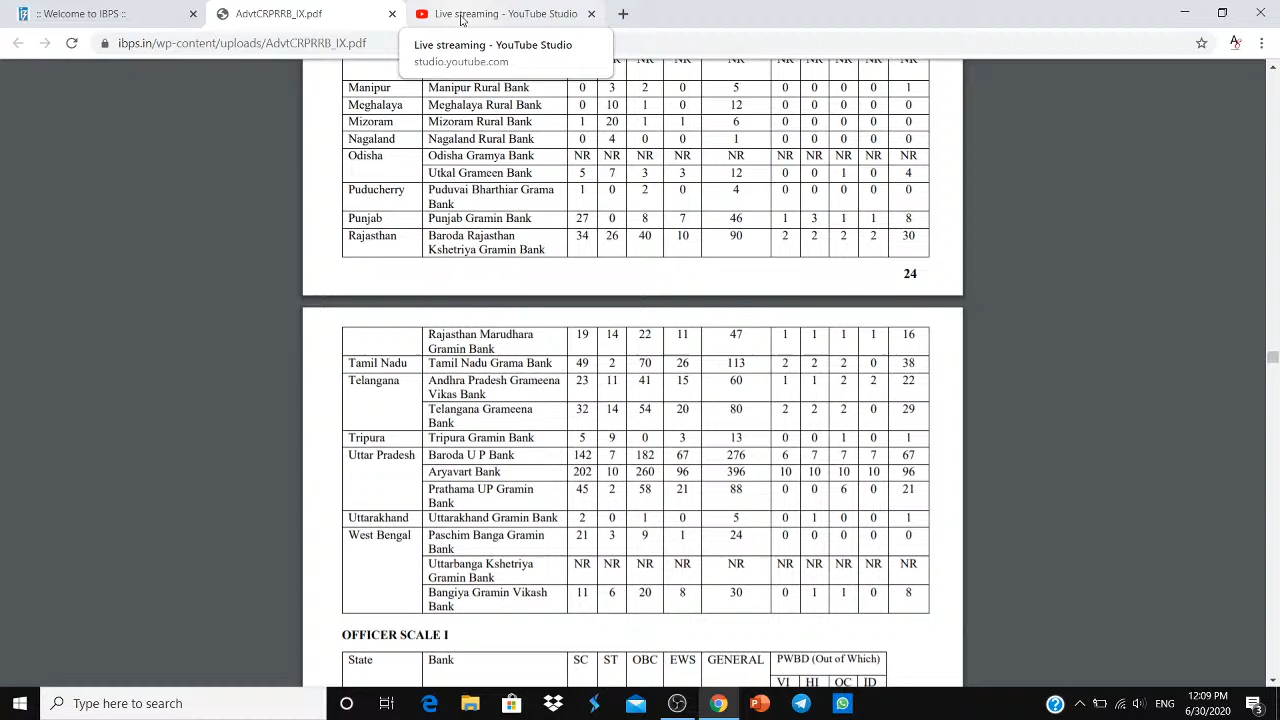 :: Welcome to IBPS ::
AdvtCRPRRB_IX.pdf
Live streaming - YouTube Studio
ibps.in/wp-content/uploads/AdvtCRPRRB_IX.pdf
Live streaming - YouTube Studio
studio.youtube.com
Manipur Manipur Rural Bank 0 3 2 0 5 0 0 0 0 1
Meghalaya Meghalaya Rural Bank 0 10 1 0 12 0 0 0 0 0
Mizoram Mizoram Rural Bank 1 20 1 1 6 0 0 0 0 0
Nagaland Nagaland Rural Bank 0 4 0 0 1 0 0 0 0 0
Odisha Odisha Gramya Bank NR NR NR NR NR NR NR NR NR NR
Utkal Grameen Bank 5 7 3 3 12 0 0 1 0 4
Puducherry Puduvai Bharthiar Grama 1 0 2 0 4 0 0 0 0 0
Bank
Punjab Punjab Gramin Bank 27 0 8 7 46 1 3 1 1 8
Rajasthan Baroda Rajasthan 34 26 40 10 90 2 2 2 2 30
Kshetriya Gramin Bank
24
Rajasthan Marudhara 19 14 22 11 47 1 1 1 1 16
Gramin Bank
Tamil Nadu Tamil Nadu Grama Bank 49 2 70 26 113 2 2 2 0 38
Telangana Andhra Pradesh Grameena 23 11 41 15 60 1 1 2 2 22
Vikas Bank
Telangana Grameena 32 14 54 20 80 2 2 2 0 29
Bank
Tripura Tripura Gramin Bank 5 9 0 3 13 0 0 1 0 1
Uttar Pradesh Baroda U P Bank 142 7 182 67 276 6 7 7 7 67
Aryavart Bank 202 10 260 96 396 10 10 10 10 96
Prathama UP Gramin 45 2 58 21 88 0 0 6 0 21
Bank
Uttarakhand Uttarakhand Gramin Bank 2 0 1 0 5 0 1 0 0 1
West Bengal Paschim Banga Gramin 21 3 9 1 24 0 0 0 0 0
Bank
Uttarbanga Kshetriya NR NR NR NR NR NR NR NR NR NR
Gramin Bank
Bangiya Gramin Vikash 11 6 20 8 30 0 1 1 0 8
Bank
OFFICER SCALE I
State Bank SC ST OBC EWS GENERAL PWBD (Out of Which)
VI HI OC ID
Type here to search
ENG
12:09 PM
6/30/2020